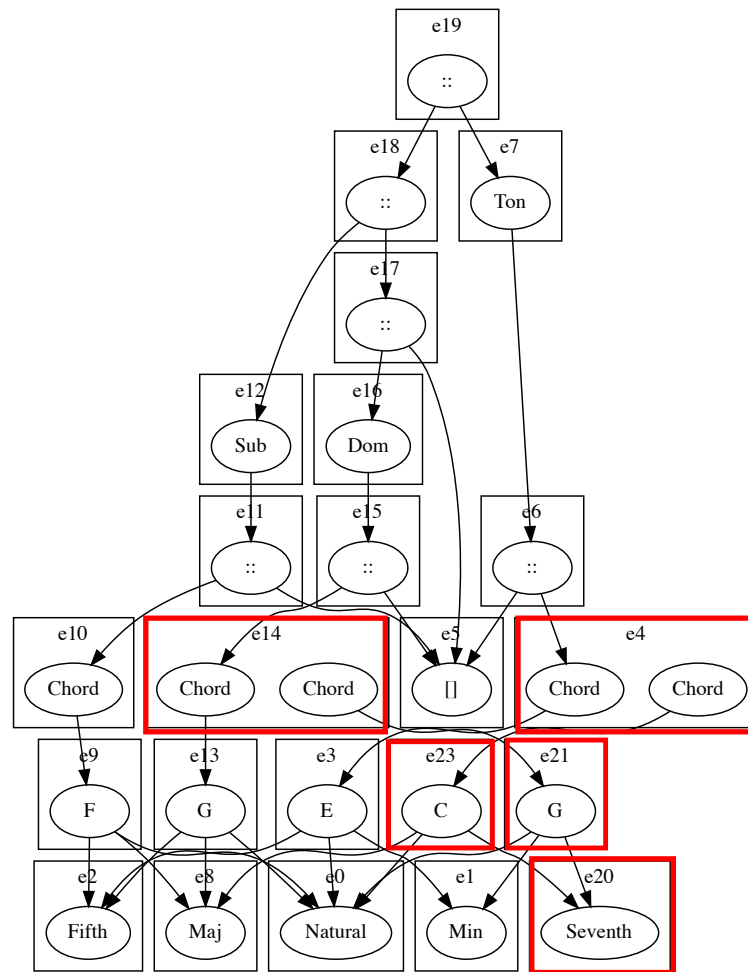 e19
::
e18
e7
::
Ton
e17
::
e12
e16
Sub
Dom
e11
e15
e6
::
::
::
e10
e14
e5
e4
Chord
Chord
Chord
[]
Chord
Chord
e9
e13
e3
e23
e21
F
G
E
C
G
e2
e8
e0
e1
e20
Fifth
Maj
Natural
Min
Seventh